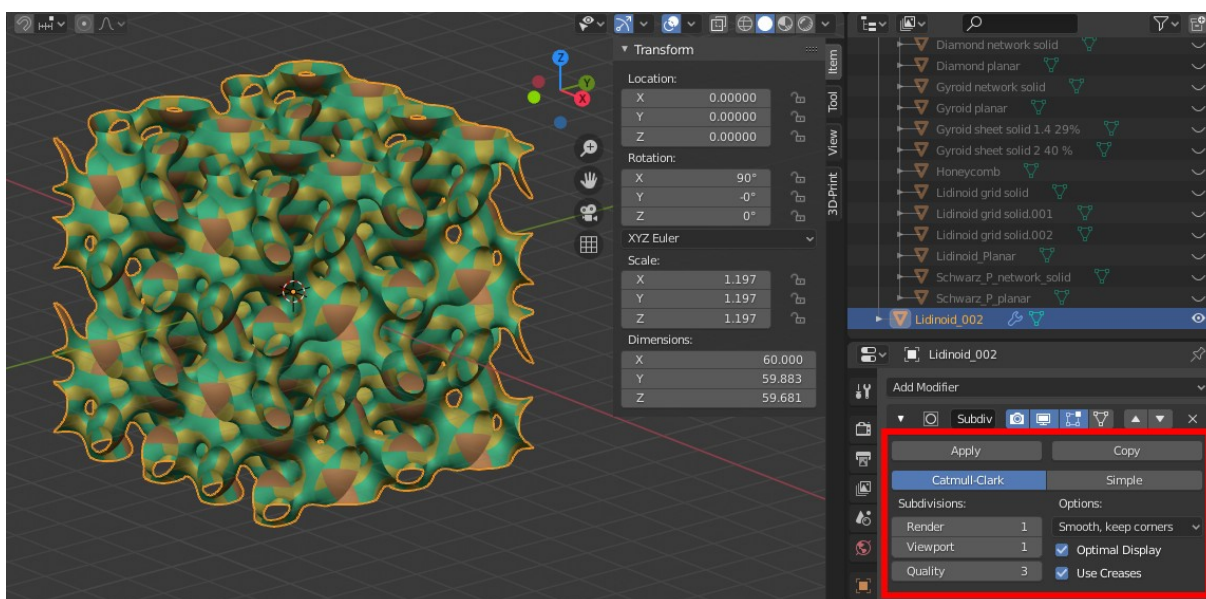 Z
Y
X
Transform
Location:
X 0.00000
Y 0.00000
Z 0.00000
Rotation:
X 90°
Y -0°
Z 0°
XYZ Euler
Scale:
X 1.197
Y 1.197
Z 1.197
Dimensions:
X 60.000
Y 59.883
Z 59.681
Item
Tool
View
3D-Print
Diamond network solid
Diamond planar
Gyroid network solid
Gyroid planar
Gyroid sheet solid 1.4 29%
Gyroid sheet solid 2 40 %
Honeycomb
Lidinoid grid solid
Lidinoid grid solid.001
Lidinoid grid solid.002
Lidinoid_Planar
Schwarz_P_network_solid
Schwarz_P_planar
Lidinoid_002
Lidinoid_002
Add Modifier
Subdiv
Apply Copy
Catmull-Clark Simple
Subdivisions: Options:
Render 1 Smooth, keep corners
Viewport 1 Optimal Display
Quality 3 Use Creases